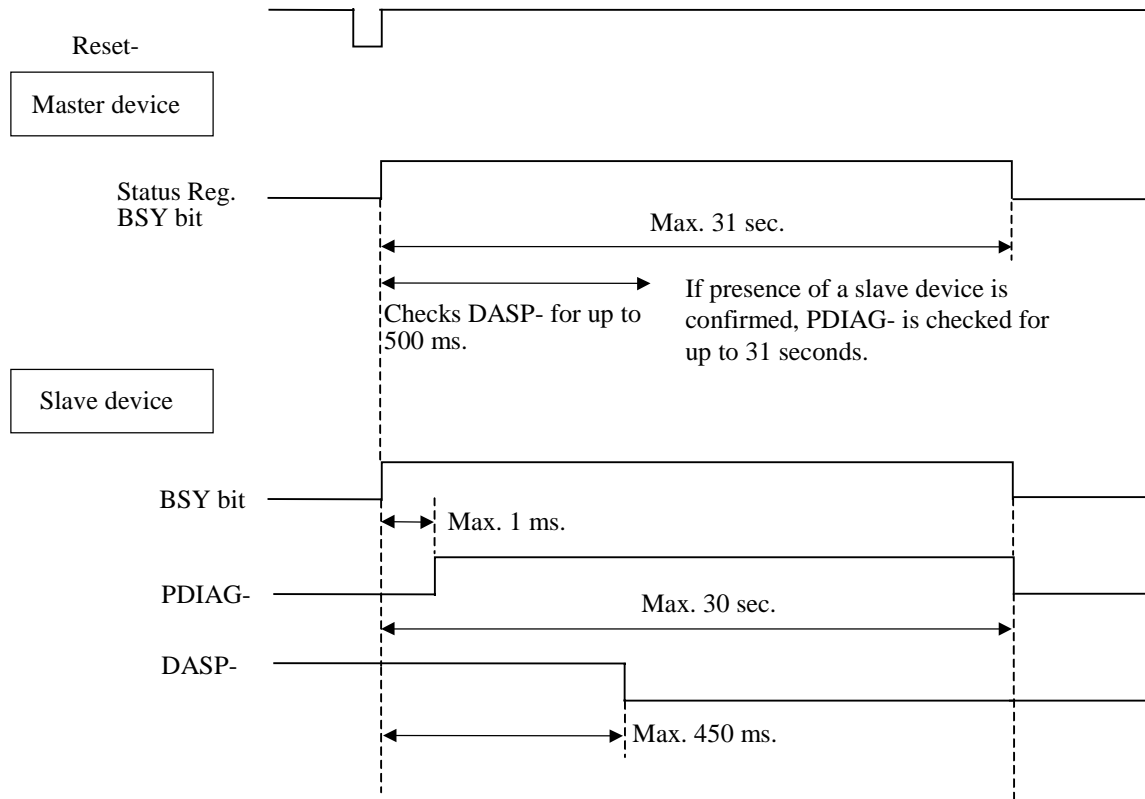 Reset-
Master device
Status Reg.
BSY bit
Max. 31 sec.
Checks DASP- for up to
500 ms.
If presence of a slave device is
confirmed, PDIAG- is checked for
up to 31 seconds.
Slave device
BSY bit
Max. 1 ms.
PDIAG-
Max. 30 sec.
DASP-
Max. 450 ms.